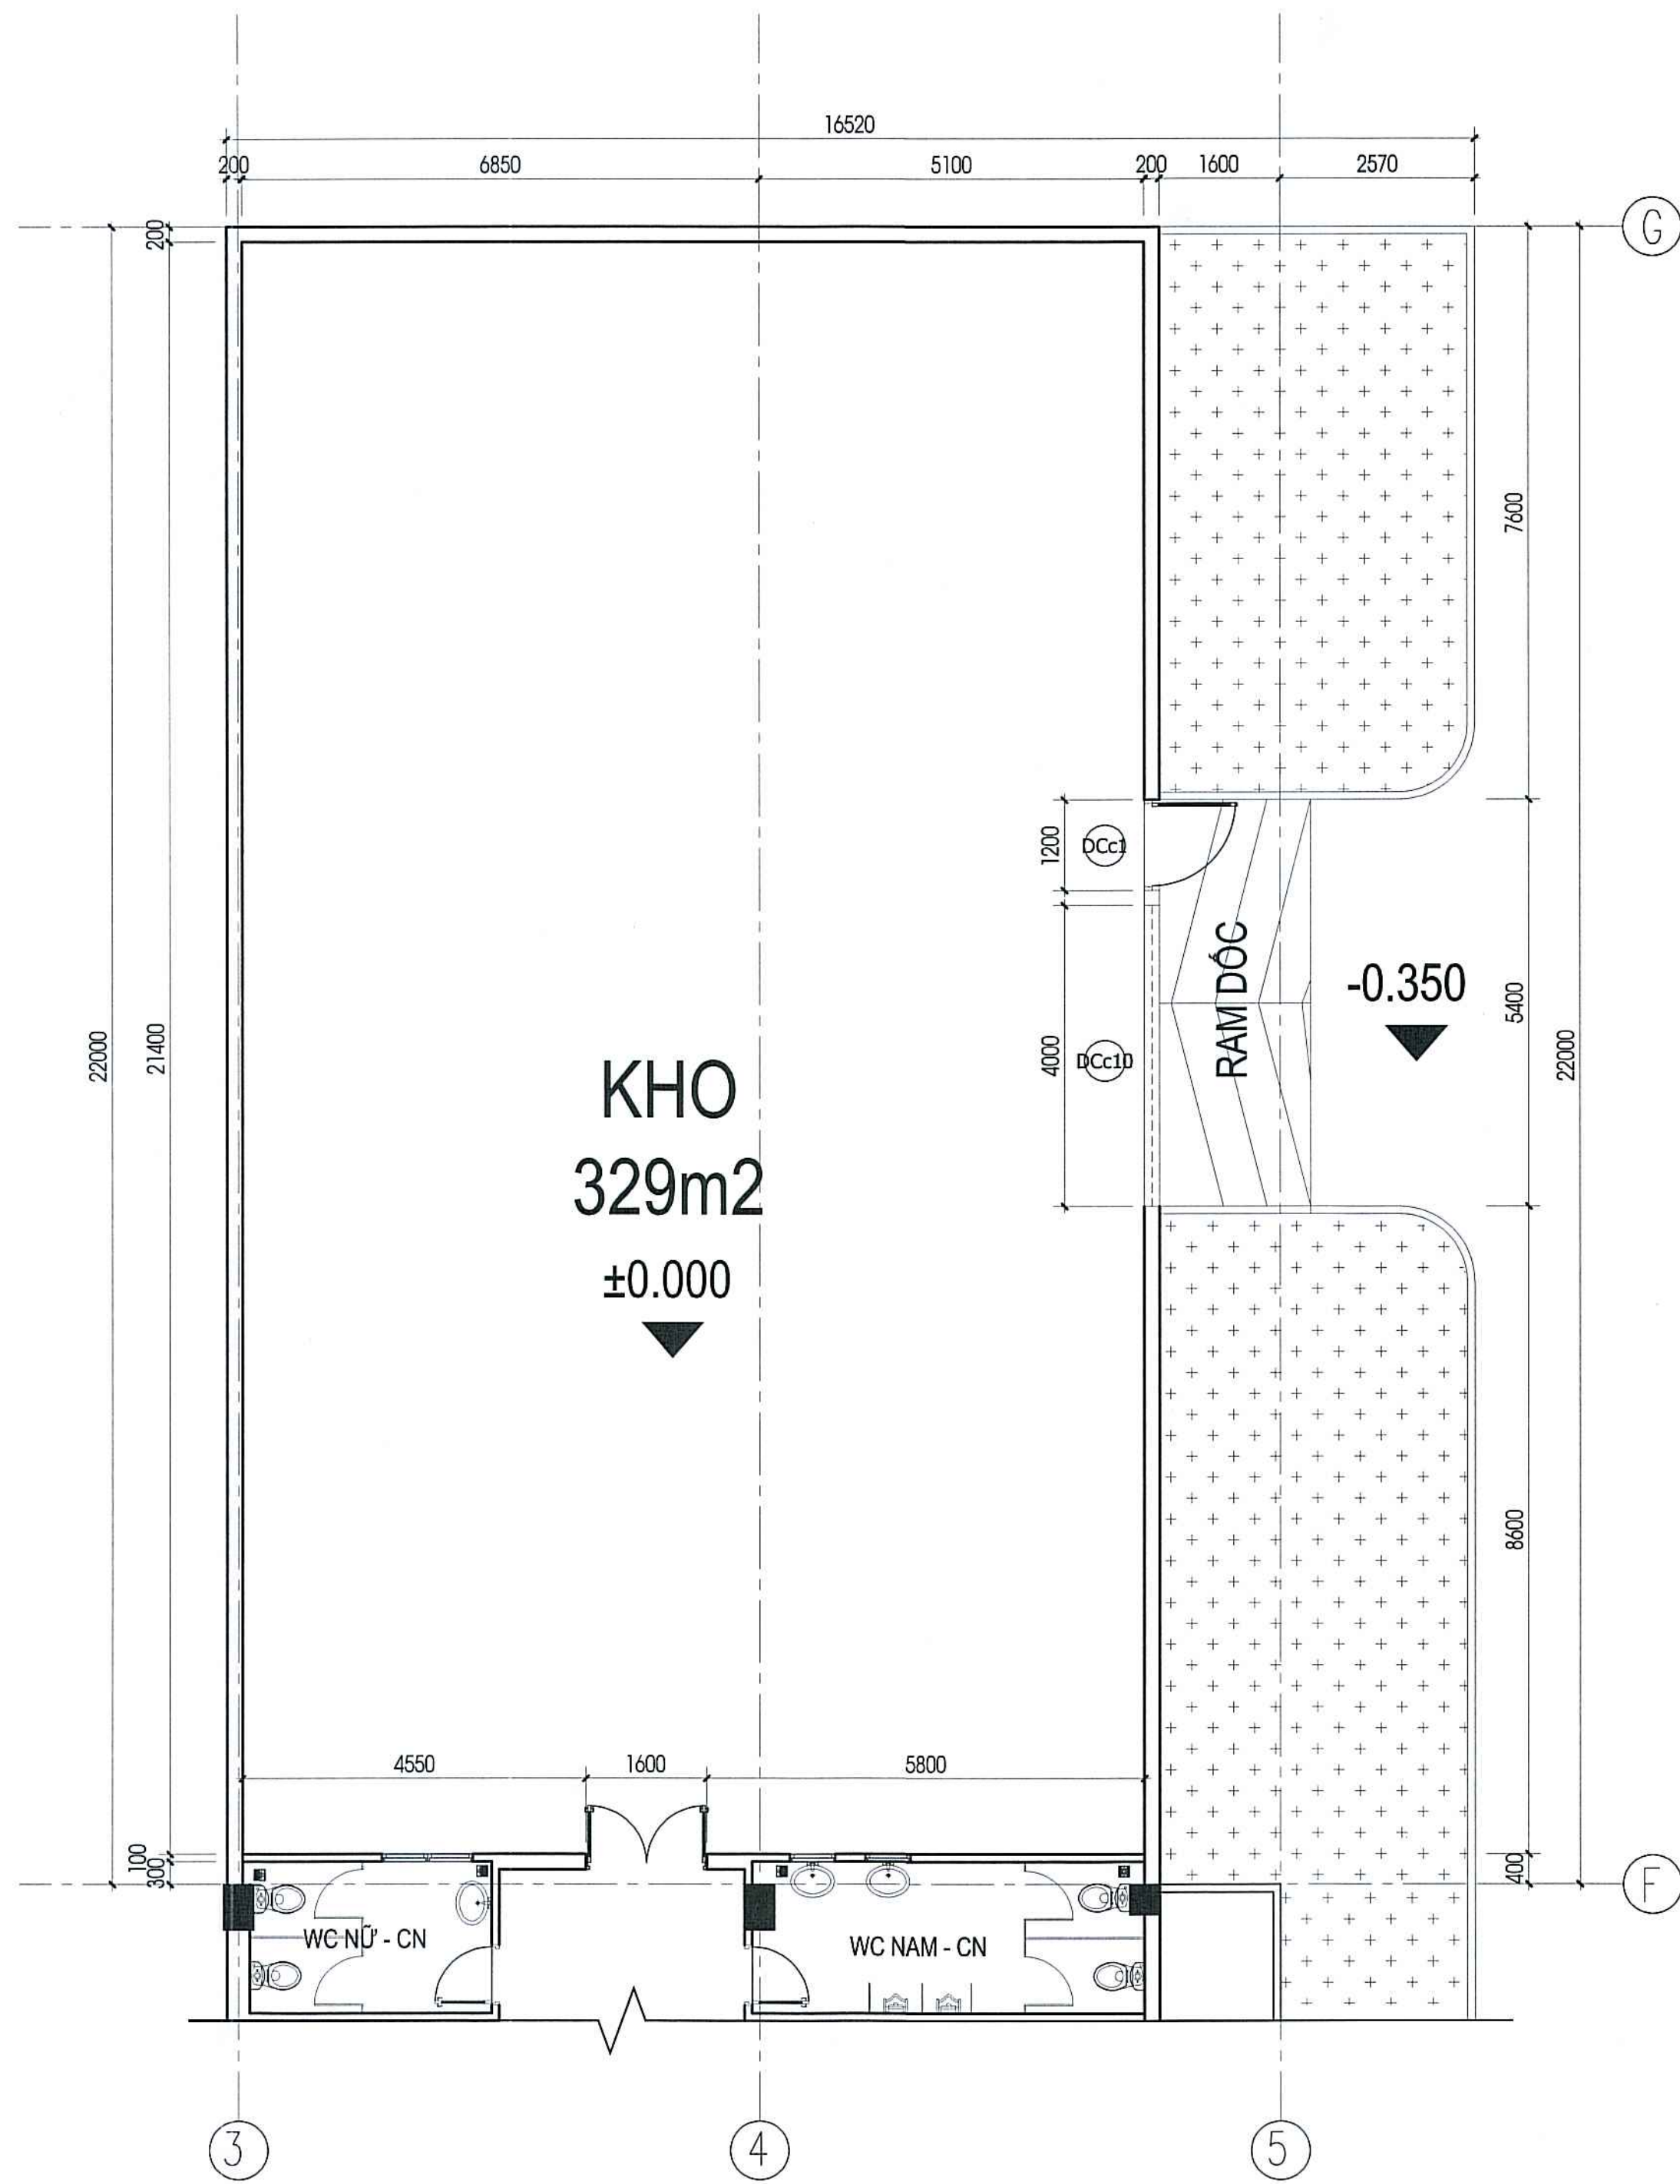 16520
200 6850 5100 200 1600 2570
G
200
22000
21400
7600
1200
DCc1
RAM DỐC
-0.350
5400
4000
DCc10
22000
KHO
329m2
±0.000
8600
4550 1600 5800
100
300
400
F
WC NỮ - CN
WC NAM - CN
3 4 5